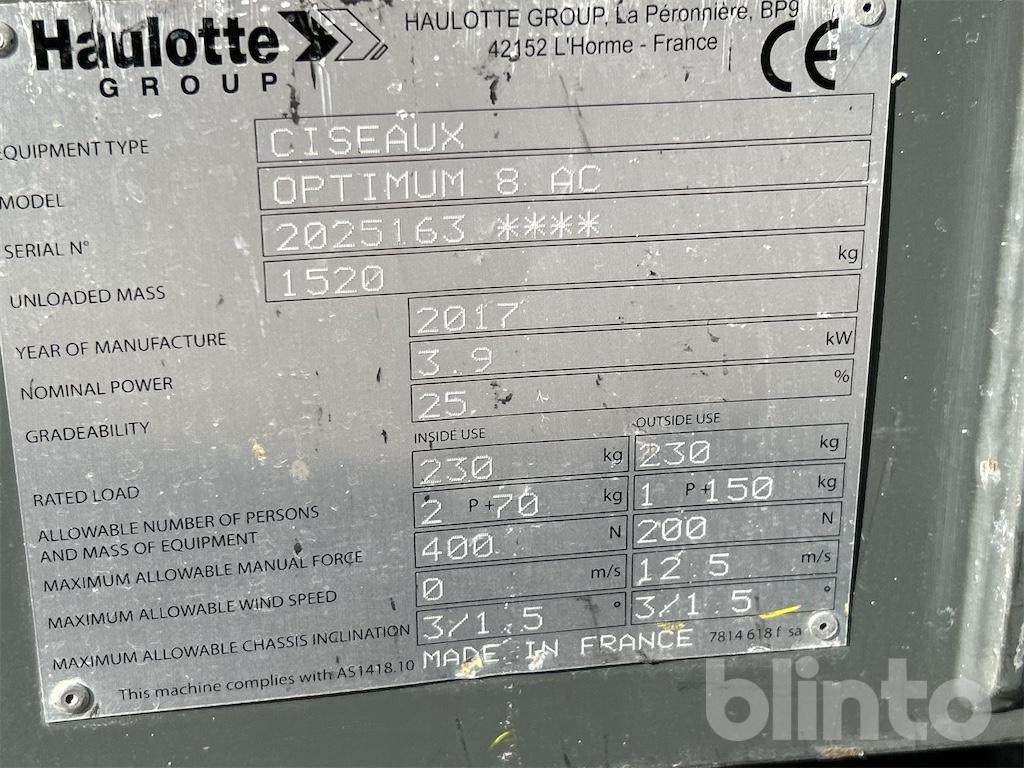 Haulotte
GROUP
HAULOTTE GROUP, La Péronnière, BP9
42152 L'Horme - France
CE
EQUIPMENT TYPE CISEAUX
MODEL OPTIMUM 8 AC
SERIAL N° 2025163 ****
UNLOADED MASS 1520 kg
YEAR OF MANUFACTURE 2017
NOMINAL POWER 3.9 kW
GRADEABILITY 25 %
INSIDE USE OUTSIDE USE
RATED LOAD 230 kg 230 kg
ALLOWABLE NUMBER OF PERSONS
AND MASS OF EQUIPMENT 2 P + 70 kg 1 P + 150 kg
MAXIMUM ALLOWABLE MANUAL FORCE 400 N 200 N
MAXIMUM ALLOWABLE WIND SPEED 0 m/s 12.5 m/s
MAXIMUM ALLOWABLE CHASSIS INCLINATION 3/1.5 ° 3/1.5 °
This machine complies with AS1418.10 MADE IN FRANCE 7814 618 f sa
blinto